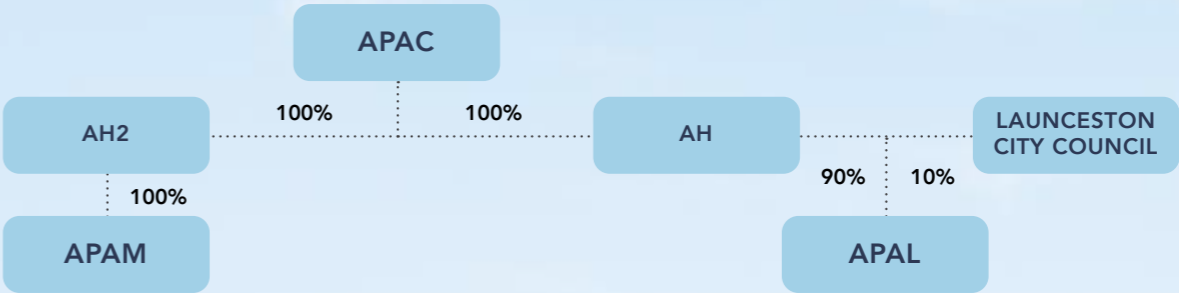 APAC
100%
100%
AH2
AH
LAUNCESTON
CITY COUNCIL
90%
10%
100%
APAM
APAL